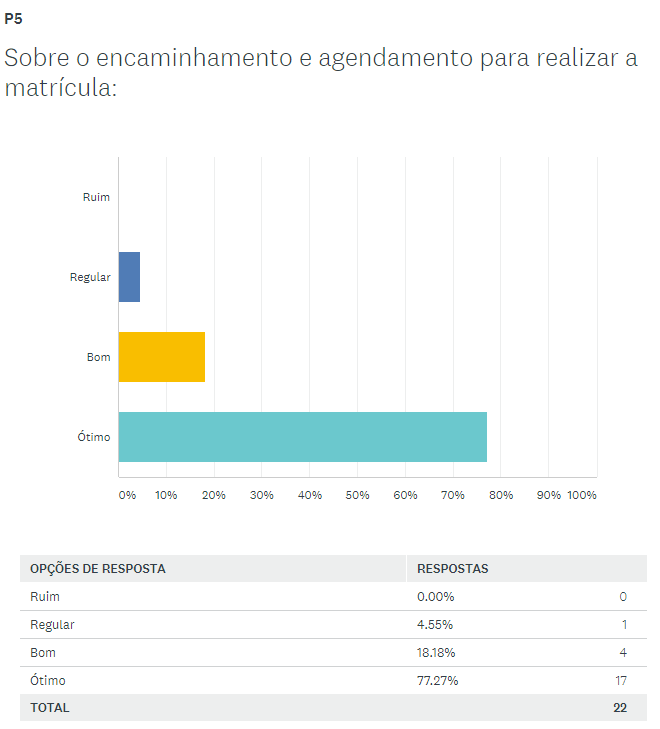 P5
Sobre o encaminhamento e agendamento para realizar a
matrícula:
Ruim
Regular
Bom
Ótimo
0% 10% 20% 30% 40% 50% 60% 70% 80% 90% 100%
OPÇÕES DE RESPOSTA RESPOSTAS
Ruim 0.00% 0
Regular 4.55% 1
Bom 18.18% 4
Ótimo 77.27% 17
TOTAL 22